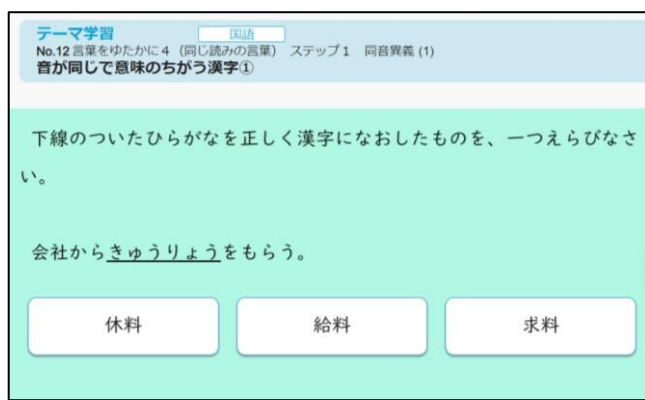 テーマ学習 国語
No.12 言葉をゆたかに4（同じ読みの言葉） ステップ1 同音異義 (1)
音が同じで意味のちがう漢字①
下線のついたひらがなを正しく漢字になおしたものを、一つえらびなさ
い。
会社からきゅうりょうをもらう。
休料 給料 求料